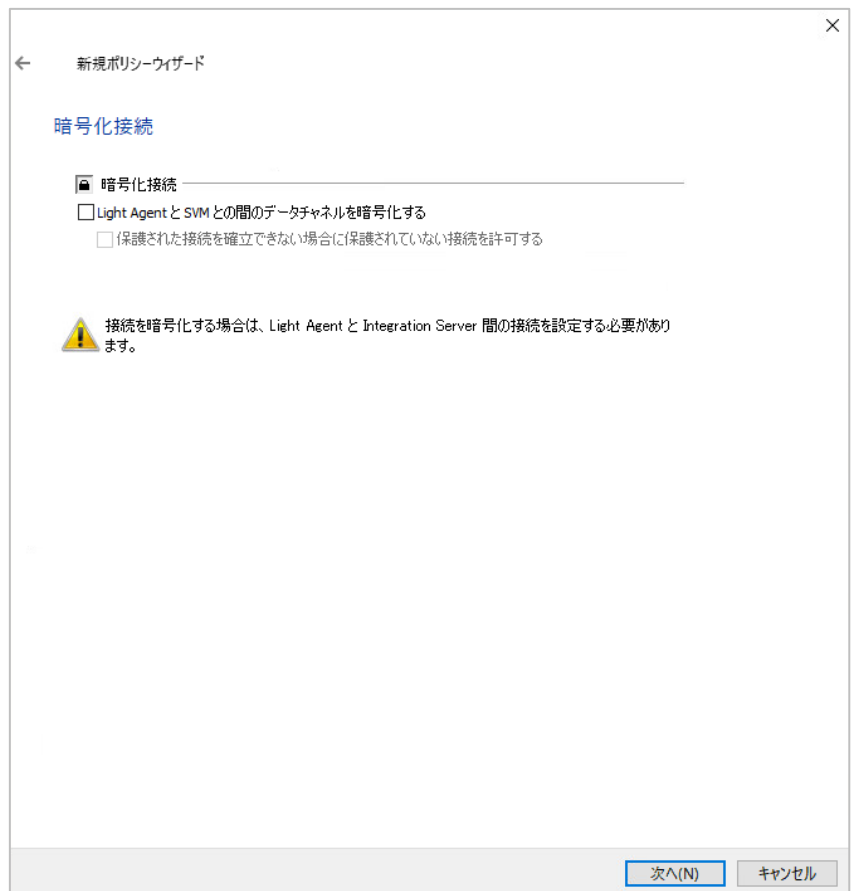 新規ポリシーウィザード
暗号化接続
暗号化接続
Light Agent と SVM との間のデータチャネルを暗号化する
保護された接続を確立できない場合に保護されていない接続を許可する
接続を暗号化する場合は、Light Agent と Integration Server 間の接続を設定する必要があり
ます。
次へ(N)
キャンセル